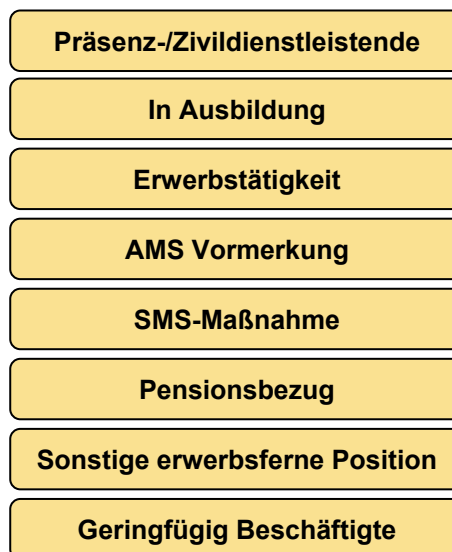 Präsenz-/Zivildienstleistende
In Ausbildung
Erwerbstätigkeit
AMS Vormerkung
SMS-Maßnahme
Pensionsbezug
Sonstige erwerbsferne Position
Geringfügig Beschäftigte